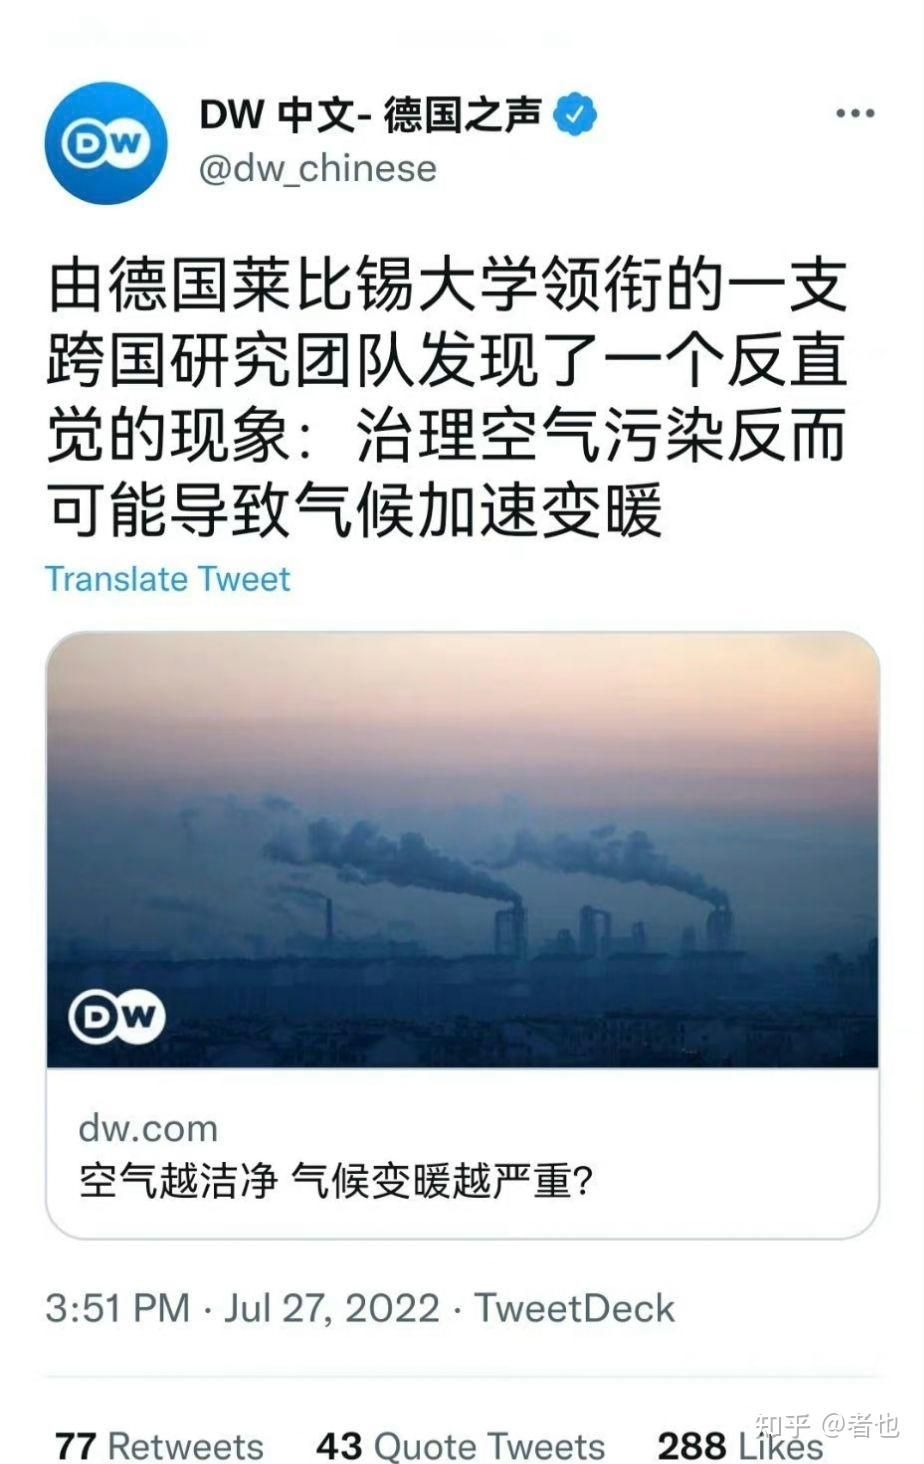 DW
DW 中文- 德国之声
@dw_chinese
由德国莱比锡大学领衔的一支
跨国研究团队发现了一个反直
觉的现象：治理空气污染反而
可能导致气候加速变暖
Translate Tweet
DW
dw.com
空气越洁净 气候变暖越严重?
3:51 PM · Jul 27, 2022 · TweetDeck
77 Retweets 43 Quote Tweets 288 Likes
知乎 @者也